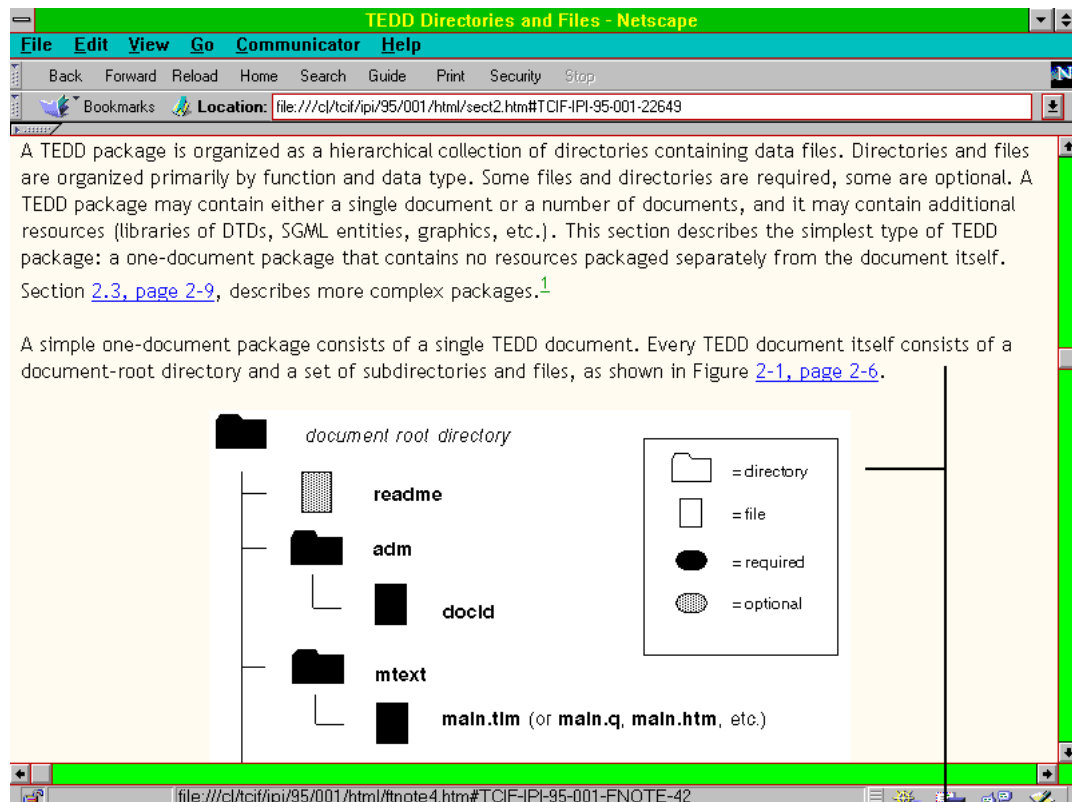 TEDD Directories and Files - Netscape
File Edit View Go Communicator Help
Back Forward Reload Home Search Guide Print Security Stop
N
Bookmarks Location: file:///c|/tcif/ipi/95/001/html/sect2.htm#TCIF-IPI-95-001-22649
A TEDD package is organized as a hierarchical collection of directories containing data files. Directories and files
are organized primarily by function and data type. Some files and directories are required, some are optional. A
TEDD package may contain either a single document or a number of documents, and it may contain additional
resources (libraries of DTDs, SGML entities, graphics, etc.). This section describes the simplest type of TEDD
package: a one-document package that contains no resources packaged separately from the document itself.
Section 2.3, page 2-9, describes more complex packages.1
A simple one-document package consists of a single TEDD document. Every TEDD document itself consists of a
document-root directory and a set of subdirectories and files, as shown in Figure 2-1, page 2-6.
document root directory
readme
adm
docId
mtext
main.tlm (or main.q, main.htm, etc.)
= directory
= file
= required
= optional
file:///c|/tcif/ipi/95/001/html/ftnote4.htm#TCIF-IPI-95-001-FNOTE-42